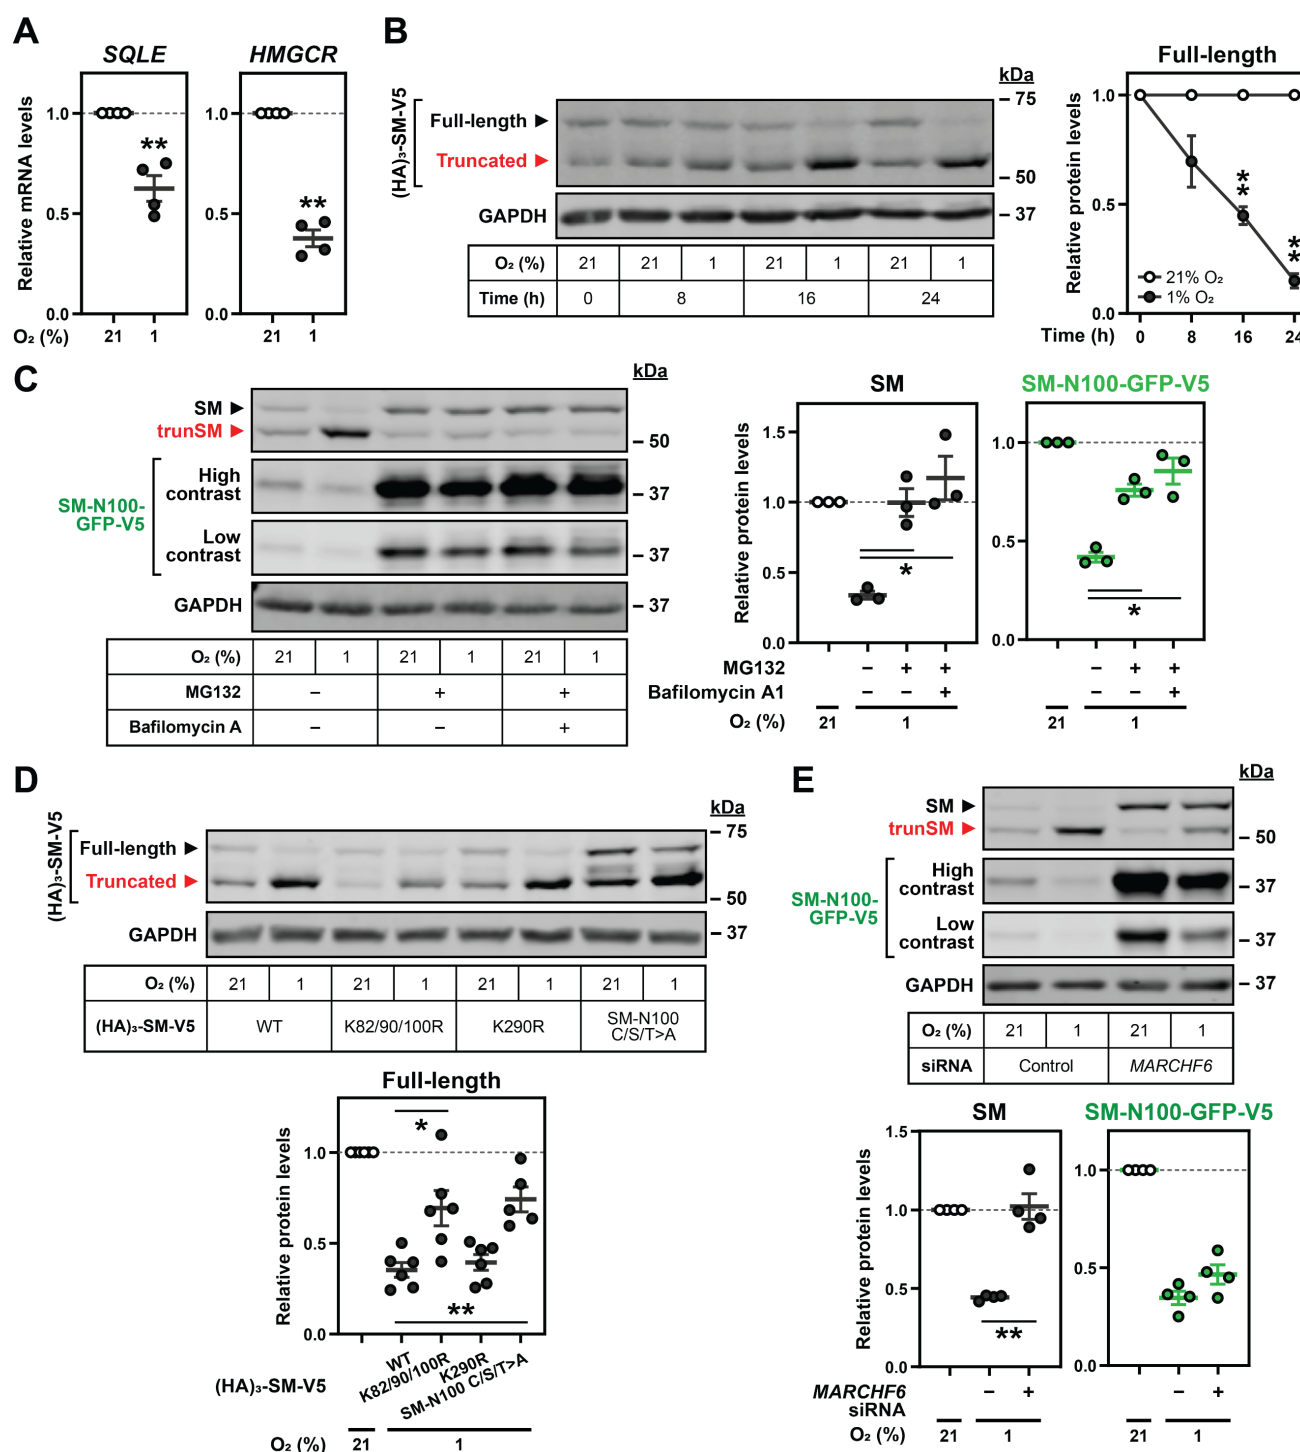 A
SQLE
HMGCR
Relative mRNA levels
1.0
0.5
0.0
**
1.0
0.5
0.0
**
O₂ (%)
21
1
21
1
B
kDa
(HA)₃-SM-V5
Full-length
Truncated
GAPDH
75
50
37
O₂ (%) 21 21 1 21 1 21 1
Time (h) 0 8 16 24
Full-length
Relative protein levels
1.0
0.5
0.0
**
**
21% O₂
1% O₂
Time (h) 0 8 16 24
C
kDa
SM
trunSM
50
SM-N100-
GFP-V5
High
contrast
37
Low
contrast
37
GAPDH
37
O₂ (%) 21 1 21 1 21 1
MG132 – + +
Bafilomycin A – – +
SM
Relative protein levels
1.5
1.0
0.5
0.0
*
SM-N100-GFP-V5
1.0
0.5
0.0
*
MG132 – + + – + +
Bafilomycin A1 – – + – – +
O₂ (%) 21 1 21 1
D
kDa
(HA)₃-SM-V5
Full-length
Truncated
GAPDH
75
50
37
O₂ (%) 21 1 21 1 21 1 21 1
(HA)₃-SM-V5 WT K82/90/100R K290R SM-N100
C/S/T>A
Full-length
Relative protein levels
1.0
0.5
0.0
*
**
(HA)₃-SM-V5
WT
K82/90/100R
K290R
SM-N100 C/S/T>A
O₂ (%) 21 1
E
kDa
SM
trunSM
50
SM-N100-
GFP-V5
High
contrast
37
Low
contrast
37
GAPDH
37
O₂ (%) 21 1 21 1
siRNA Control MARCHF6
SM
Relative protein levels
1.5
1.0
0.5
0.0
**
SM-N100-GFP-V5
1.0
0.5
0.0
MARCHF6 – + – +
siRNA
O₂ (%) 21 1 21 1